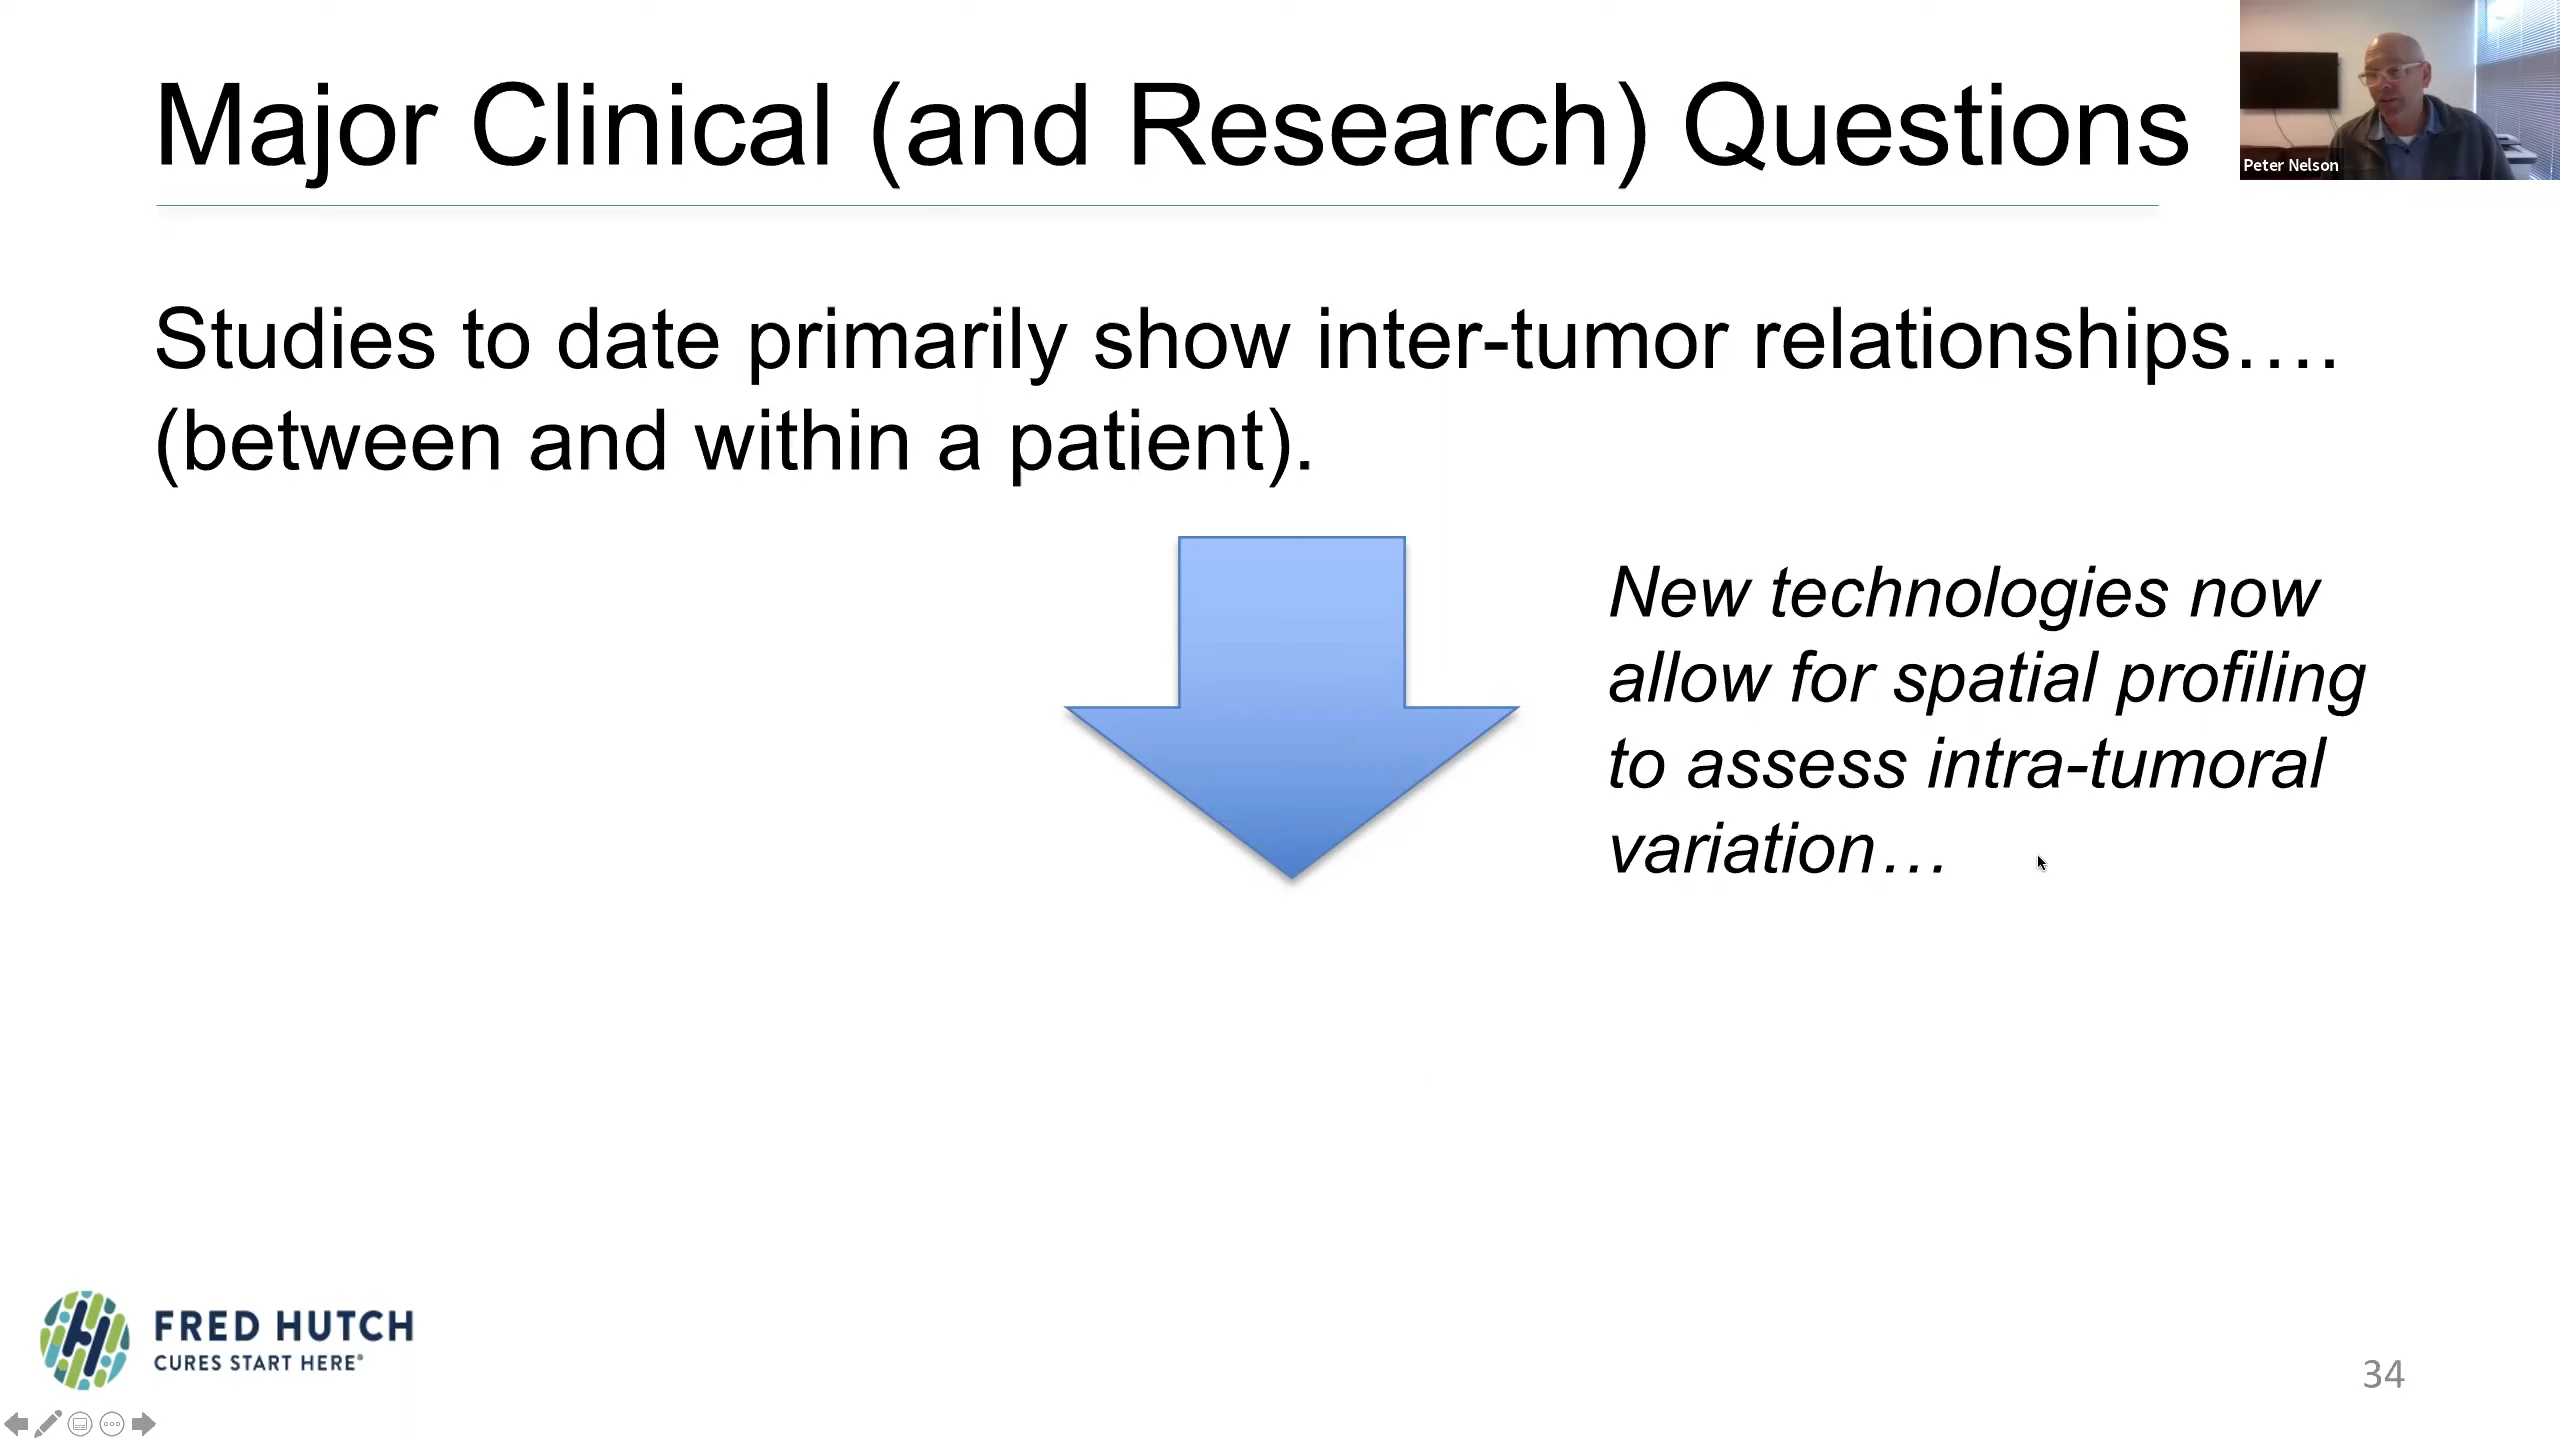 Major Clinical (and Research) Questions
Peter Nelson
Studies to date primarily show inter-tumor relationships….
(between and within a patient).
New technologies now
allow for spatial profiling
to assess intra-tumoral
variation…
FRED HUTCH
CURES START HERE®
34